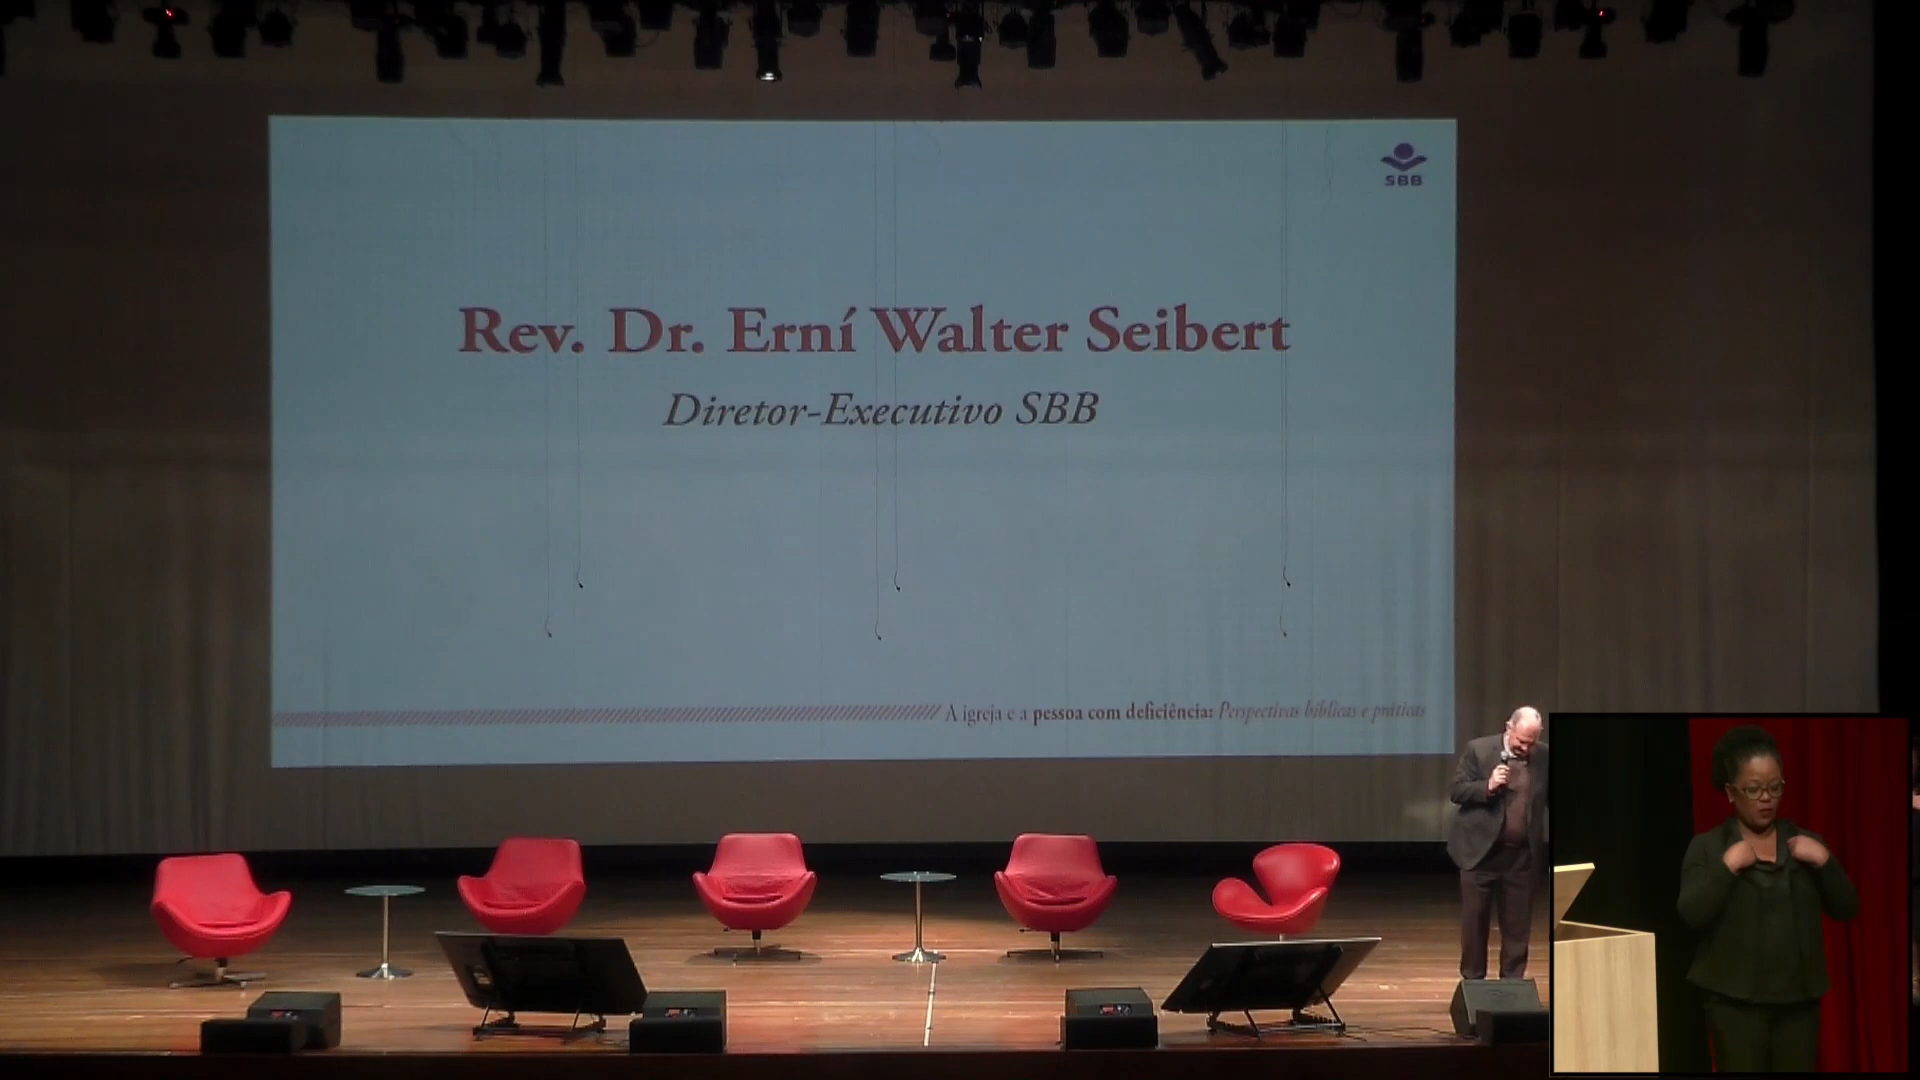 SBB
Rev. Dr. Erní Walter Seibert
Diretor-Executivo SBB
A igreja e a pessoa com deficiência: Perspectivas bíblicas e práticas